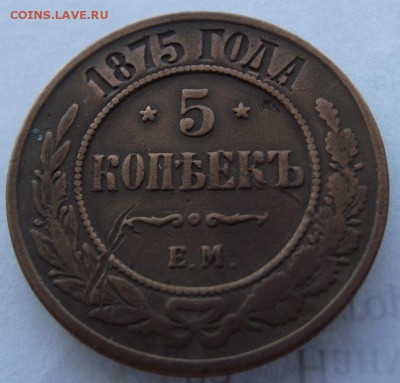 COINS.LAVE.RU
1875 ГОДА
5
КОПѢЕКЪ
Е.М.